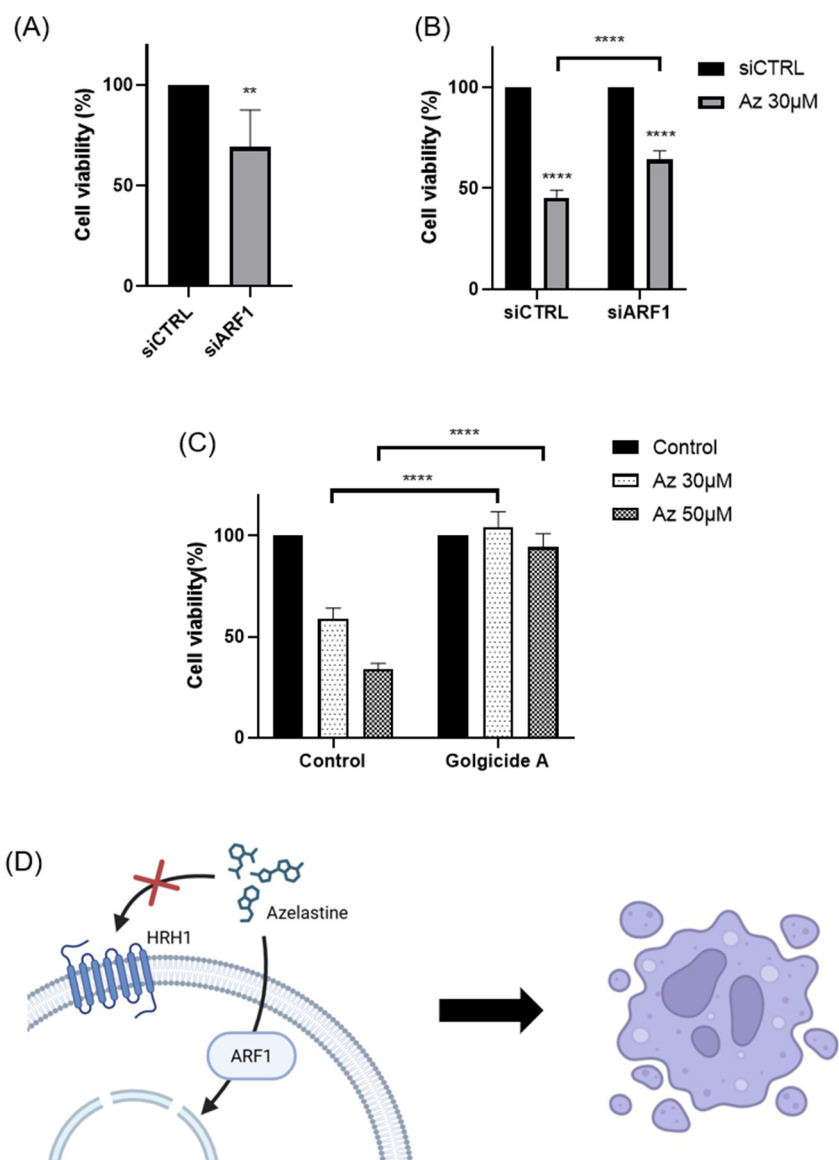 (A)
Cell viability (%)
100
**
50
0
siCTRL
siARF1
(B)
Cell viability (%)
****
100
****
****
50
0
siCTRL
siARF1
siCTRL
Az 30µM
(C)
Cell viability(%)
****
****
100
50
0
Control
Golgicide A
Control
Az 30µM
Az 50µM
(D)
Azelastine
HRH1
ARF1